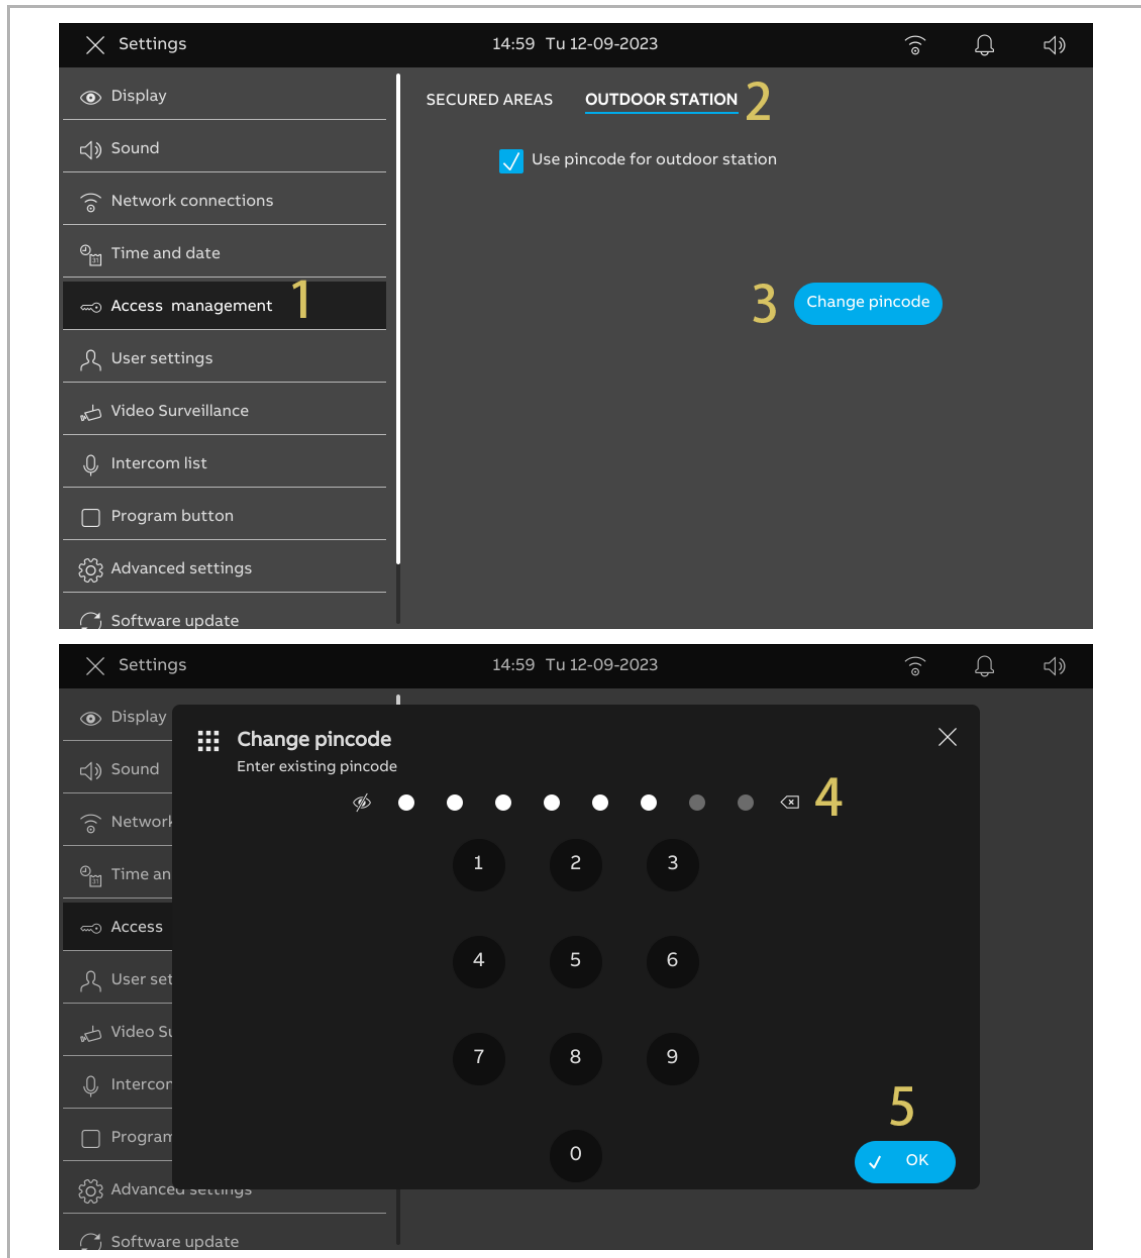 Settings 14:59 Tu 12-09-2023
Display
SECURED AREAS OUTDOOR STATION 2
Sound
Use pincode for outdoor station
Network connections
Time and date
Access management 1
3 Change pincode
User settings
Video Surveillance
Intercom list
Program button
Advanced settings
Software update
Settings 14:59 Tu 12-09-2023
Display
Change pincode
Enter existing pincode
Sound
4
Network
1 2 3
Time an
Access
4 5 6
User set
Video Su
7 8 9
Intercor
5
Program
0
OK
Advanced settings
Software update